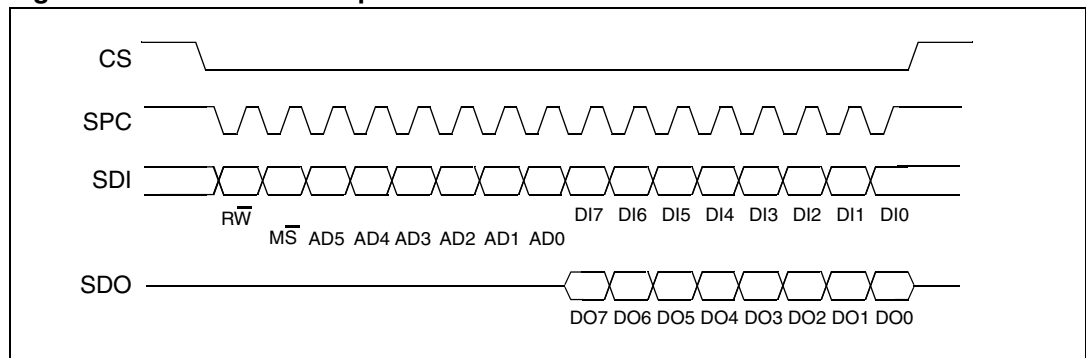 CS
SPC
SDI
DI7 DI6 DI5 DI4 DI3 DI2 DI1 DI0
RW̅
MS̅ AD5 AD4 AD3 AD2 AD1 AD0
SDO
DO7 DO6 DO5 DO4 DO3 DO2 DO1 DO0